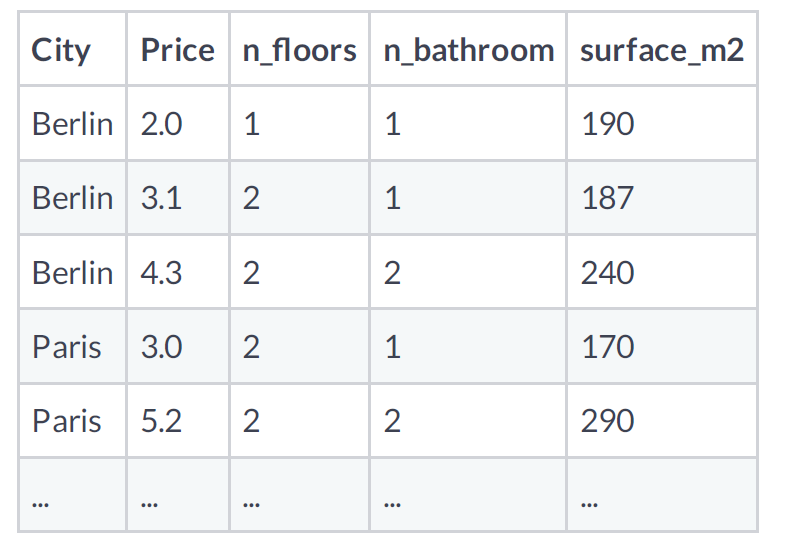 City Price n_floors n_bathroom surface_m2
Berlin 2.0 1 1 190
Berlin 3.1 2 1 187
Berlin 4.3 2 2 240
Paris 3.0 2 1 170
Paris 5.2 2 2 290
... ... ... ... ...